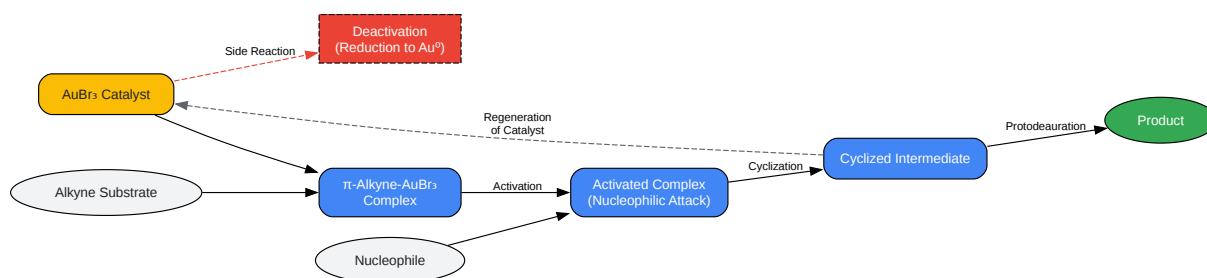 Deactivation
(Reduction to Au⁰)
Side Reaction
AuBr₃ Catalyst
Regeneration
of Catalyst
Product
Protodeauration
Cyclized Intermediate
Cyclization
Alkyne Substrate
π-Alkyne-AuBr₃
Complex
Activation
Activated Complex
(Nucleophilic Attack)
Nucleophile